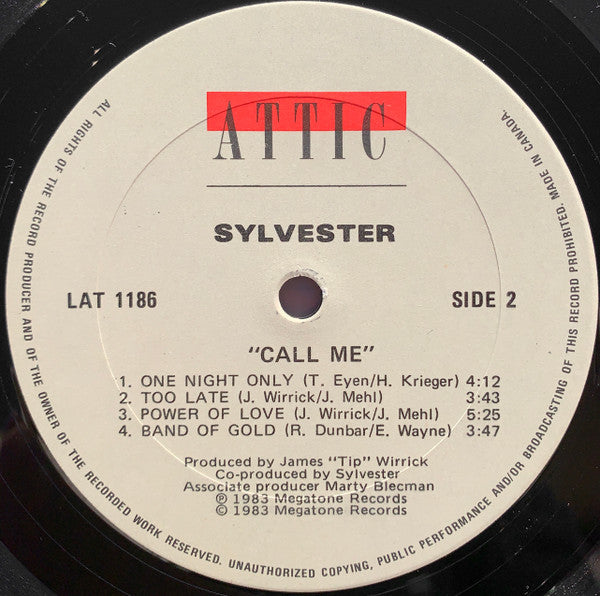 ATTIC
SYLVESTER
LAT 1186
SIDE 2
"CALL ME"
1. ONE NIGHT ONLY (T. Eyen/H. Krieger) 4:12
2. TOO LATE (J. Wirrick/J. Mehl) 3:43
3. POWER OF LOVE (J. Wirrick/J. Mehl) 5:25
4. BAND OF GOLD (R. Dunbar/E. Wayne) 3:47
Produced by James "Tip" Wirrick
Co-produced by Sylvester
Associate producer Marty Blecman
℗ 1983 Megatone Records
© 1983 Megatone Records
ALL RIGHTS OF THE RECORD PRODUCER AND OF THE OWNER OF THE RECORDED WORK RESERVED. UNAUTHORIZED COPYING, PUBLIC PERFORMANCE AND/OR BROADCASTING OF THIS RECORD PROHIBITED. MADE IN CANADA.